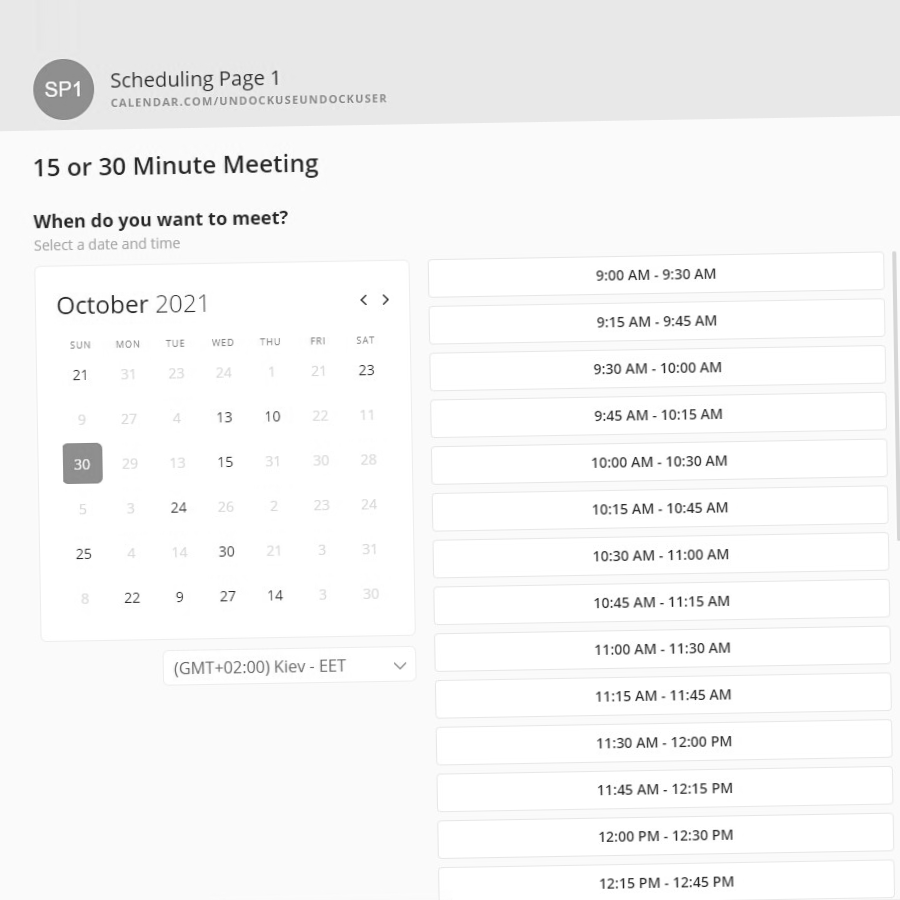 SP1
Scheduling Page 1
CALENDAR.COM/UNDOCKUSEUNDOCKUSER
15 or 30 Minute Meeting
When do you want to meet?
Select a date and time
October 2021
SUN MON TUE WED THU FRI SAT
21 31 23 24 1 21 23
9 27 4 13 10 22 11
30 29 13 15 31 30 28
5 3 24 26 2 23 24
25 4 14 30 21 3 31
8 22 9 27 14 3 30
(GMT+02:00) Kiev - EET
9:00 AM - 9:30 AM
9:15 AM - 9:45 AM
9:30 AM - 10:00 AM
9:45 AM - 10:15 AM
10:00 AM - 10:30 AM
10:15 AM - 10:45 AM
10:30 AM - 11:00 AM
10:45 AM - 11:15 AM
11:00 AM - 11:30 AM
11:15 AM - 11:45 AM
11:30 AM - 12:00 PM
11:45 AM - 12:15 PM
12:00 PM - 12:30 PM
12:15 PM - 12:45 PM